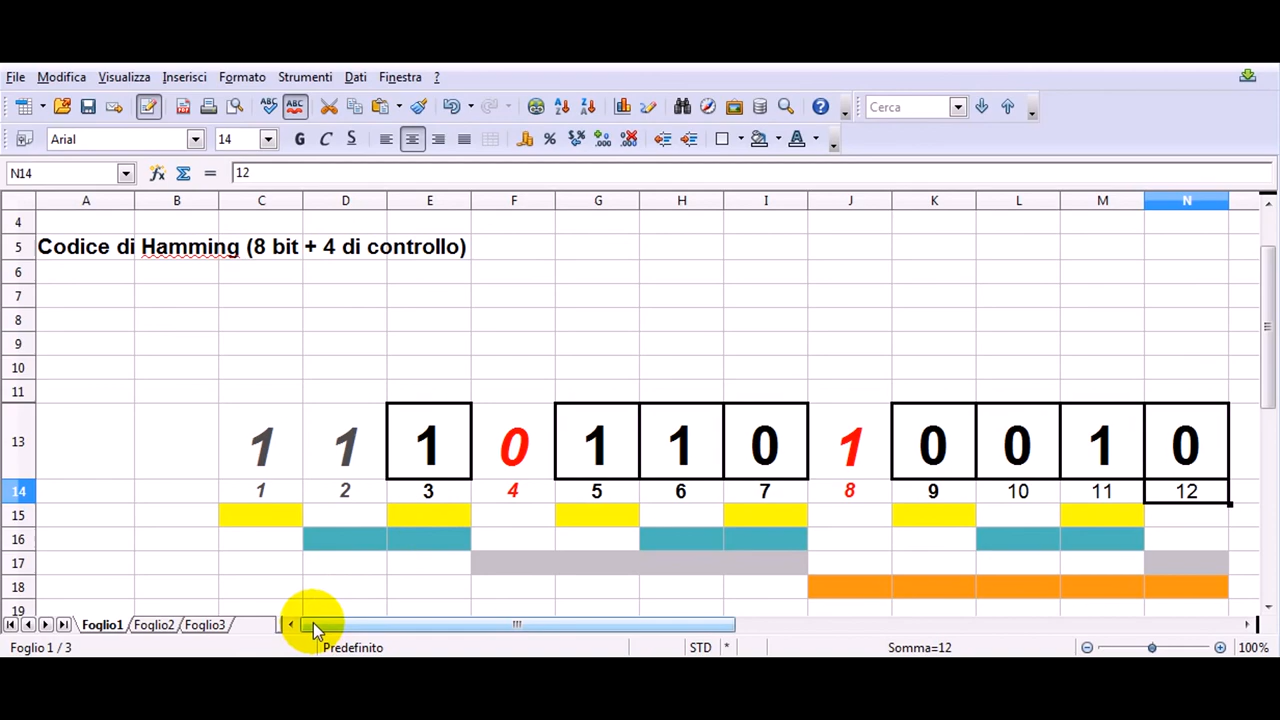 File Modifica Visualizza Inserisci Formato Strumenti Dati Finestra ?
ABC ABC Cerca
Arial 14 G C S A
N14 fx Σ = 12
A B C D E F G H I J K L M N
4
5 Codice di Hamming (8 bit + 4 di controllo)
6
7
8
9
10
11
13 1 1 1 0 1 1 0 1 0 0 1 0
14 1 2 3 4 5 6 7 8 9 10 11 12
15
16
17
18
19
Foglio1 Foglio2 Foglio3
Foglio 1 / 3 Predefinito STD * Somma=12 100%